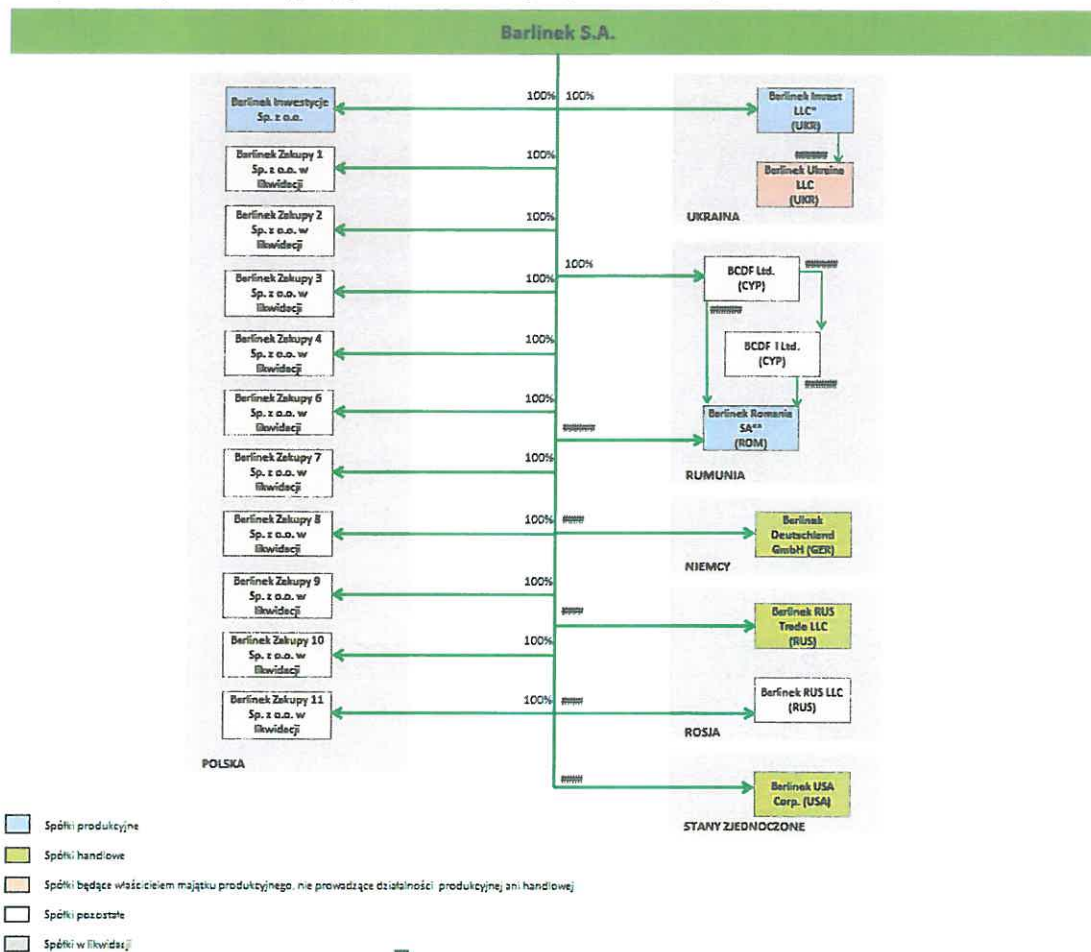 Barlinek S.A.
Barlinek Inwestycje
Sp. z o.o.
100%
100%
Barlinek Invest
LLC*
(UKR)
######
Barlinek Ukraina
LLC
(UKR)
UKRAINA
Barlinek Zakupy 1
Sp. z o.o. w
likwidacji
100%
Barlinek Zakupy 2
Sp. z o.o. w
likwidacji
100%
Barlinek Zakupy 3
Sp. z o.o. w
likwidacji
100%
Barlinek Zakupy 4
Sp. z o.o. w
likwidacji
100%
Barlinek Zakupy 6
Sp. z o.o. w
likwidacji
100%
Barlinek Zakupy 7
Sp. z o.o. w
likwidacji
100%
Barlinek Zakupy 8
Sp. z o.o. w
likwidacji
100%
Barlinek Zakupy 9
Sp. z o.o. w
likwidacji
100%
Barlinek Zakupy 10
Sp. z o.o. w
likwidacji
100%
Barlinek Zakupy 11
Sp. z o.o. w
likwidacji
100%
POLSKA
100%
BCDF Ltd.
(CYP)
######
######
BCDF I Ltd.
(CYP)
######
######
Barlinek Romania
SA**
(ROM)
RUMUNIA
####
Barlinek
Deutschland
GmbH (GER)
NIEMCY
####
Barlinek RUS
Trade LLC
(RUS)
####
Barlinek RUS LLC
(RUS)
ROSJA
####
Barlinek USA
Corp. (USA)
STANY ZJEDNOCZONE
Spółki produkcyjne
Spółki handlowe
Spółki będące właścicielem majątku produkcyjnego, nie prowadzące działalności produkcyjnej ani handlowej
Spółki pozostałe
Spółki w likwidacji